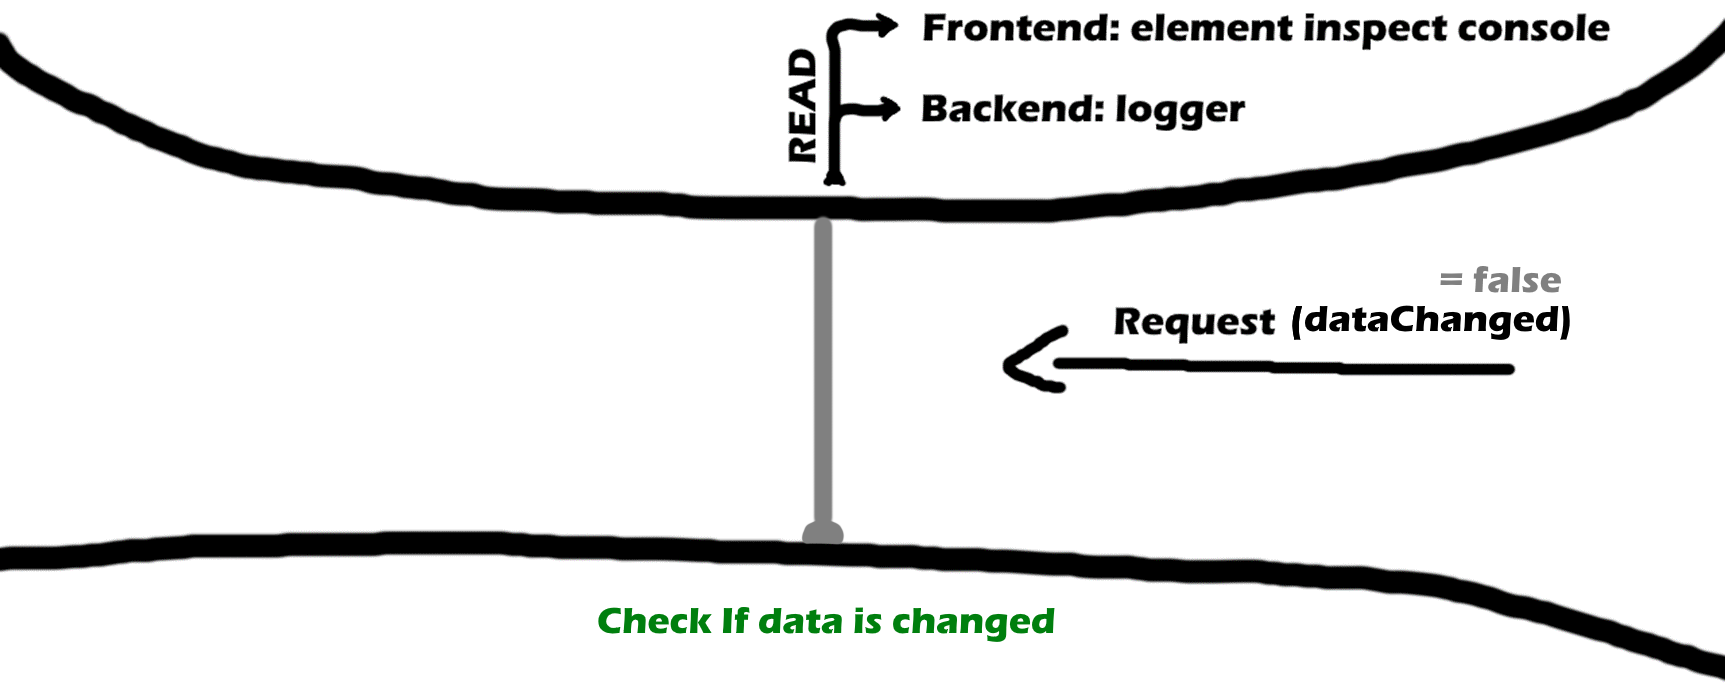 Frontend: element inspect console
READ
Backend: logger
= false
Request (dataChanged)
Check If data is changed